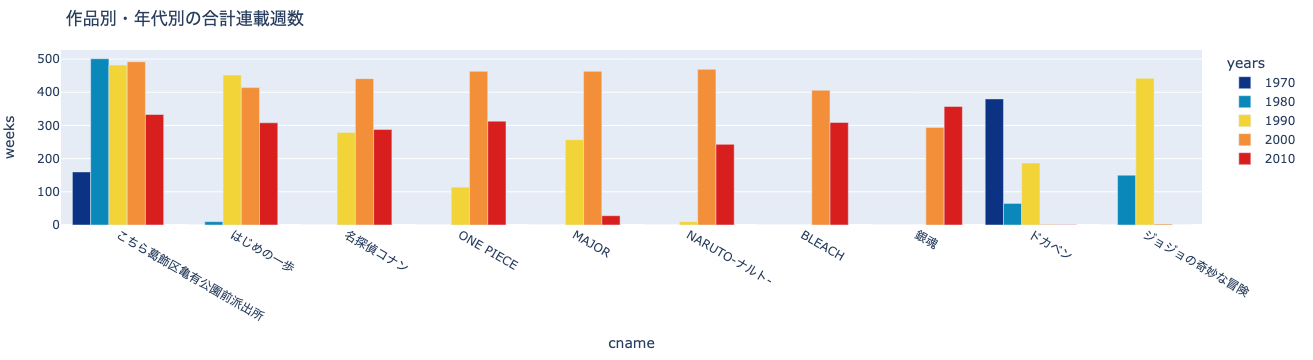 作品別・年代別の合計連載週数
weeks
500
400
300
200
100
0
こちら葛飾区亀有公園前派出所
はじめの一歩
名探偵コナン
ONE PIECE
MAJOR
NARUTO-ナルト-
BLEACH
銀魂
ドカベン
ジョジョの奇妙な冒険
cname
years
1970
1980
1990
2000
2010